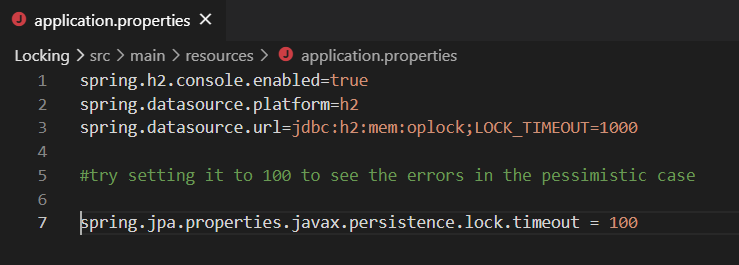 application.properties
Locking > src > main > resources > application.properties
1 spring.h2.console.enabled=true
2 spring.datasource.platform=h2
3 spring.datasource.url=jdbc:h2:mem:oplock;LOCK_TIMEOUT=1000
4
5 #try setting it to 100 to see the errors in the pessimistic case
6
7 spring.jpa.properties.javax.persistence.lock.timeout = 100